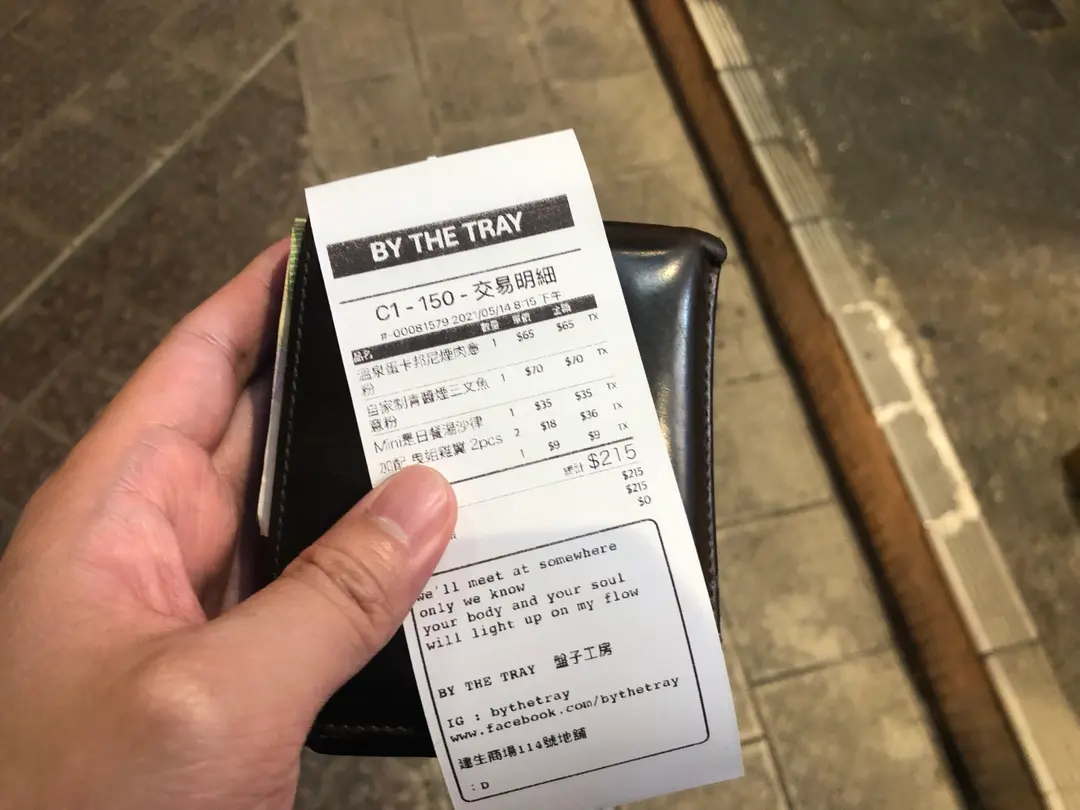 BY THE TRAY
C1 - 150 - 交易明細
#-00081579 2021/05/14 8:15 下午
品名 數量 單價 金額
溫泉蛋卡邦尼煙肉意 1 $65 $65 TX
粉
自家制青醬煙三文魚 1 $70 $70 TX
意粉
Mini是日餐湯沙律 1 $35 $35 TX
加配 2pcs 2 $18 $36 TX
1 $9 $9 TX
總計 $215
$215
$215
$0
we'll meet at somewhere
only we know
your body and your soul
will light up on my flow
BY THE TRAY 盤子工房
IG : bythetray
www.facebook.com/bythetray
建生商場114號地舖
: D